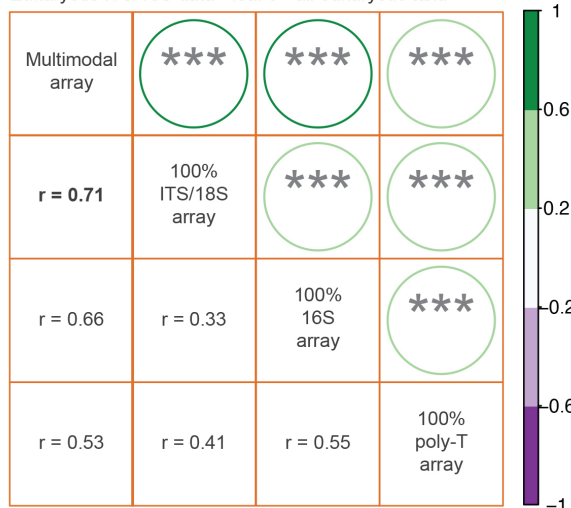 Multimodal
array
***
***
***
r = 0.71
100%
ITS/18S
array
***
***
r = 0.66
r = 0.33
100%
16S
array
***
r = 0.53
r = 0.41
r = 0.55
100%
poly-T
array
1
0.6
0.2
–0.2
–0.6
–1